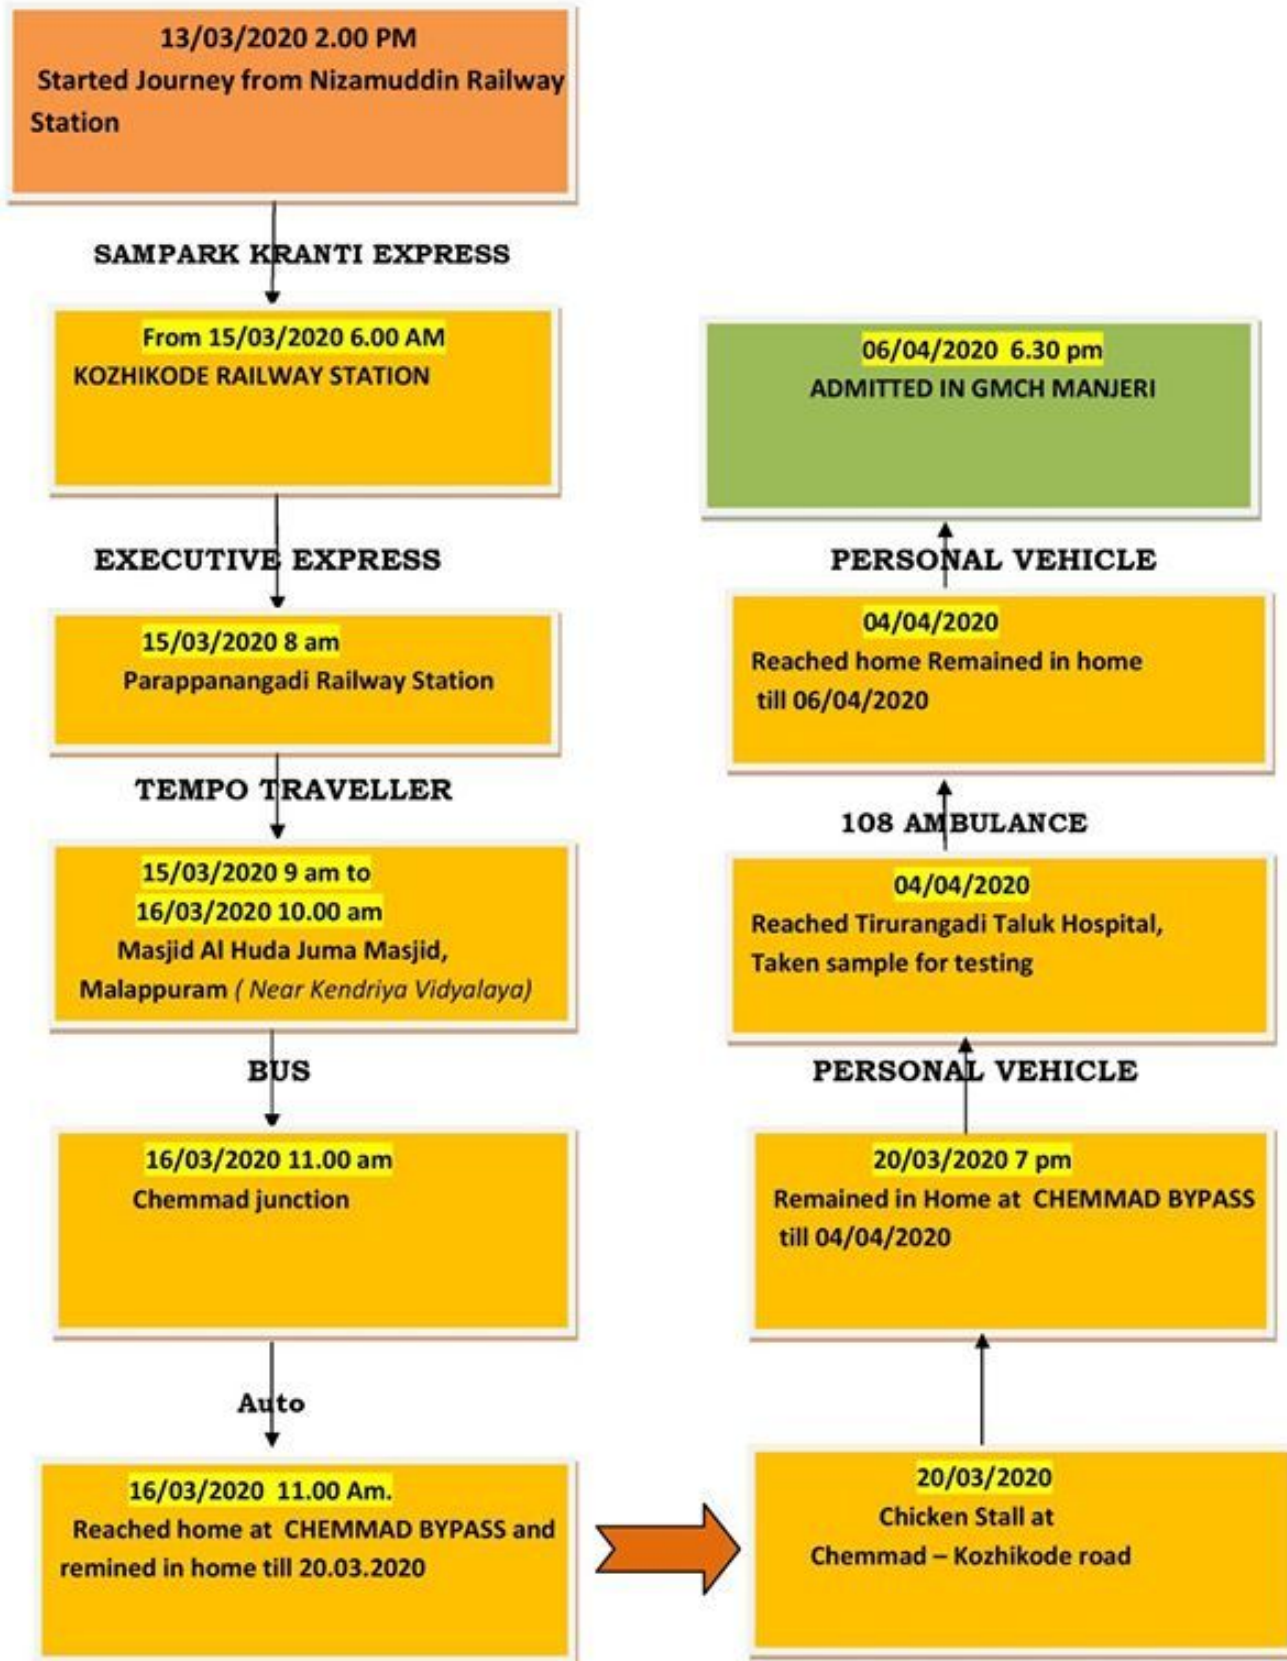 13/03/2020 2.00 PM
Started Journey from Nizamuddin Railway
Station
SAMPARK KRANTI EXPRESS
From 15/03/2020 6.00 AM
KOZHIKODE RAILWAY STATION
EXECUTIVE EXPRESS
15/03/2020 8 am
Parappanangadi Railway Station
TEMPO TRAVELLER
15/03/2020 9 am to
16/03/2020 10.00 am
Masjid Al Huda Juma Masjid,
Malappuram ( Near Kendriya Vidyalaya)
BUS
16/03/2020 11.00 am
Chemmad junction
Auto
16/03/2020 11.00 Am.
Reached home at CHEMMAD BYPASS and
remined in home till 20.03.2020
20/03/2020
Chicken Stall at
Chemmad – Kozhikode road
20/03/2020 7 pm
Remained in Home at CHEMMAD BYPASS
till 04/04/2020
PERSONAL VEHICLE
04/04/2020
Reached Tirurangadi Taluk Hospital,
Taken sample for testing
108 AMBULANCE
04/04/2020
Reached home Remained in home
till 06/04/2020
PERSONAL VEHICLE
06/04/2020 6.30 pm
ADMITTED IN GMCH MANJERI